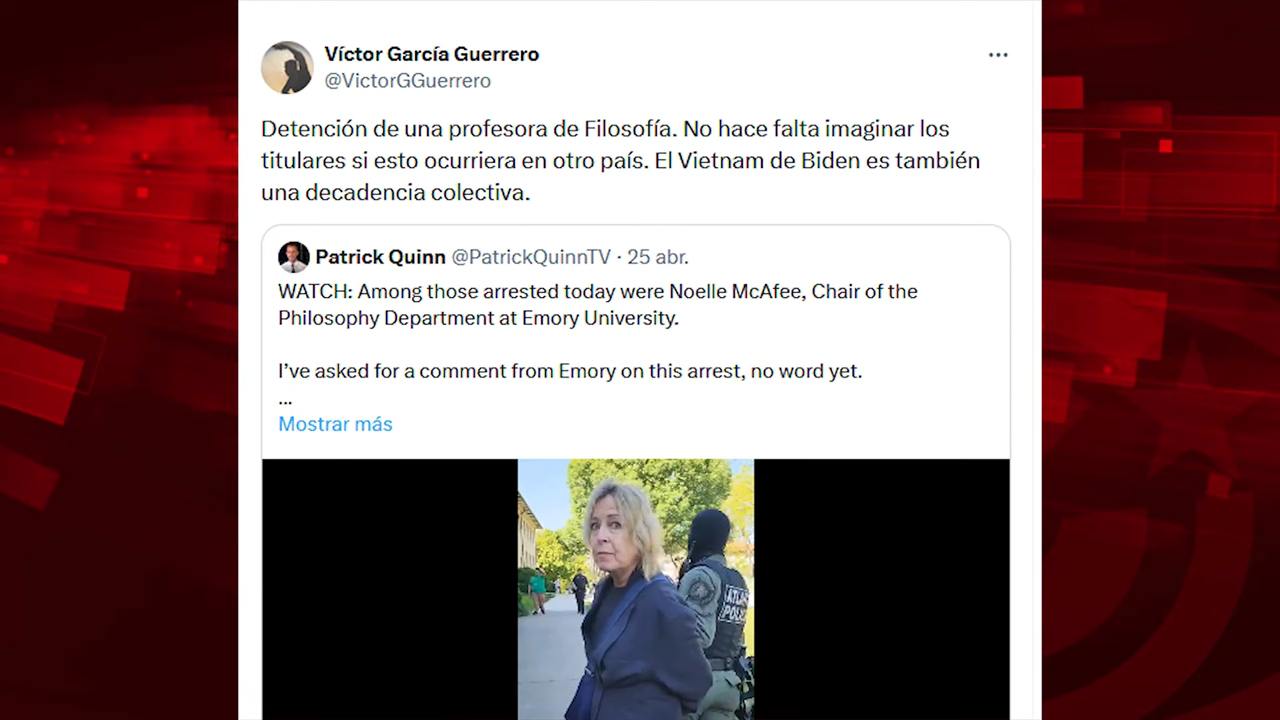 Víctor García Guerrero
@VictorGGuerrero
Detención de una profesora de Filosofía. No hace falta imaginar los
titulares si esto ocurriera en otro país. El Vietnam de Biden es también
una decadencia colectiva.
Patrick Quinn @PatrickQuinnTV · 25 abr.
WATCH: Among those arrested today were Noelle McAfee, Chair of the
Philosophy Department at Emory University.
I’ve asked for a comment from Emory on this arrest, no word yet.
...
Mostrar más